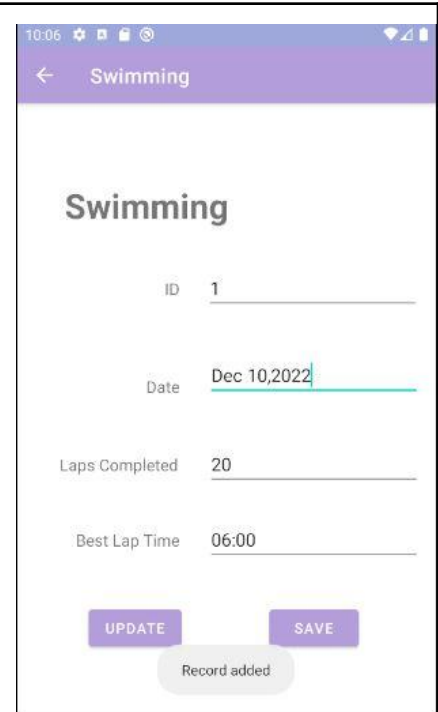 10:06
Swimming
Swimming
ID 1
Date Dec 10,2022
Laps Completed 20
Best Lap Time 06:00
UPDATE SAVE
Record added